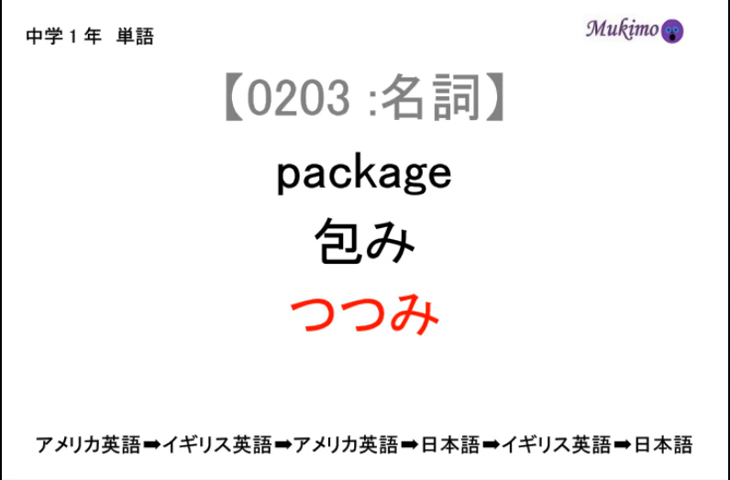 中学１年 単語
Mukimo
【0203 :名詞】
package
包み
つつみ
アメリカ英語➡イギリス英語➡アメリカ英語➡日本語➡イギリス英語➡日本語